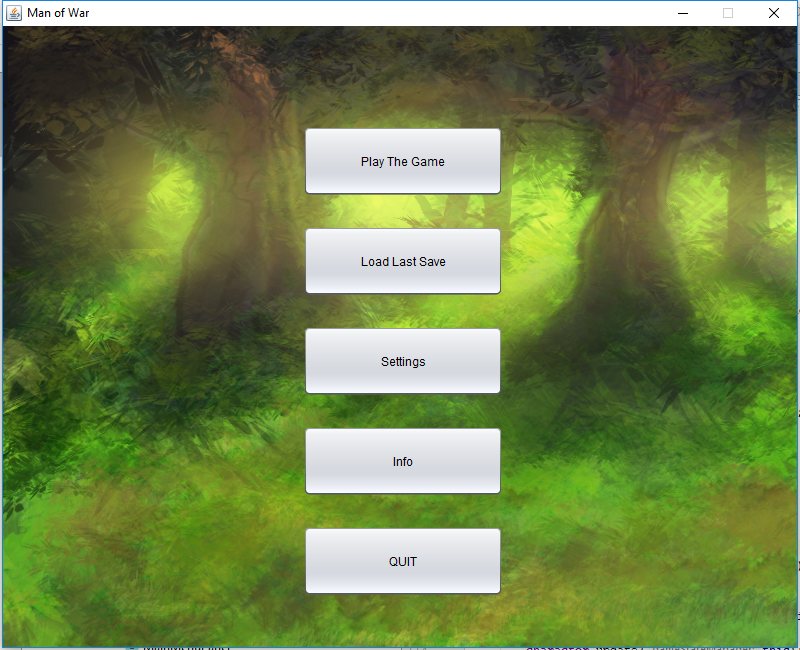 Man of War
Play The Game
Load Last Save
Settings
Info
QUIT